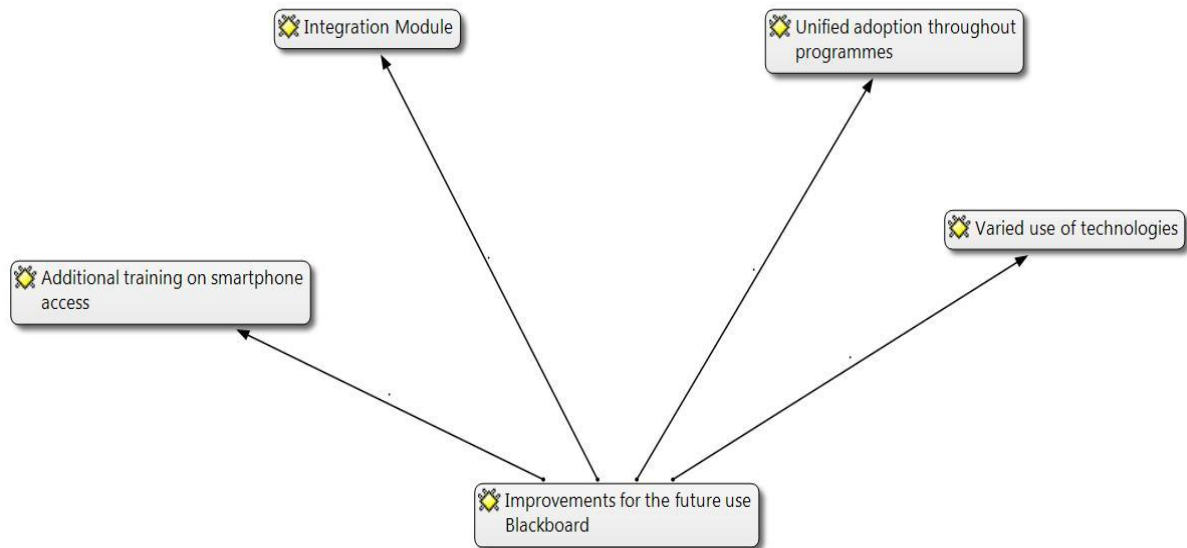 Integration Module
Unified adoption throughout
programmes
Varied use of technologies
Additional training on smartphone
access
Improvements for the future use
Blackboard